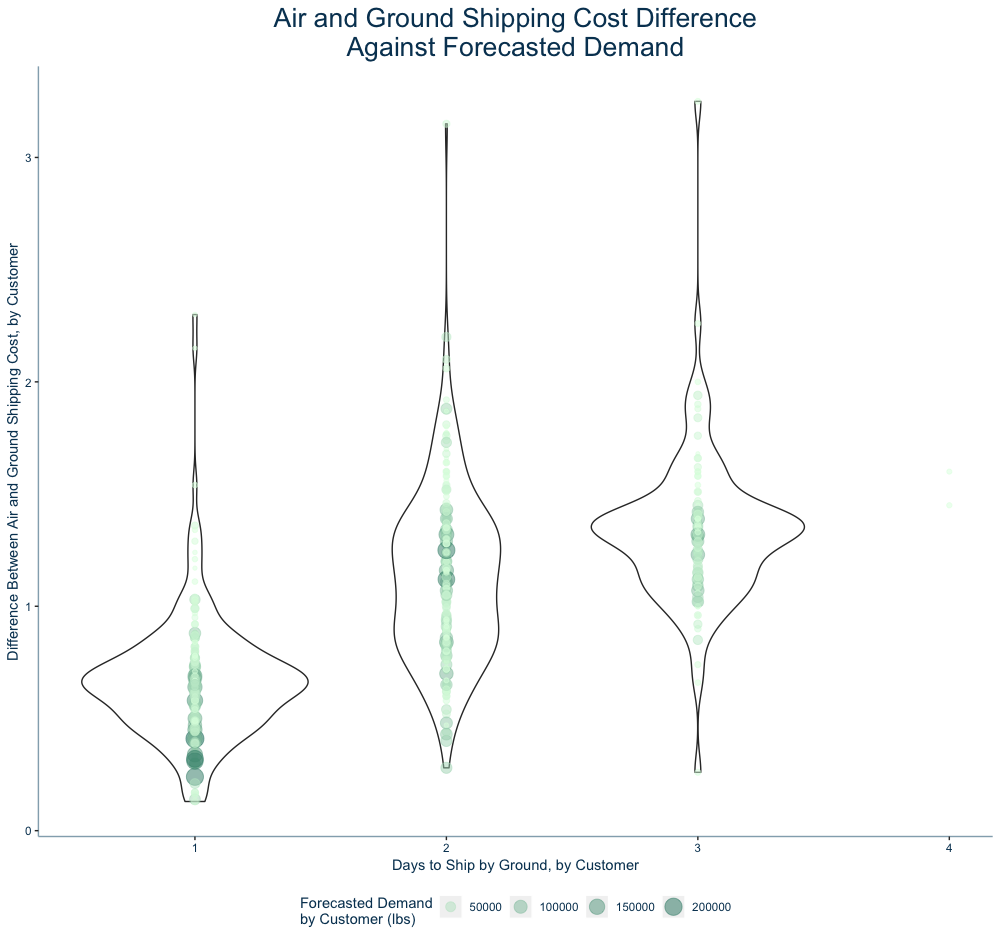 Air and Ground Shipping Cost Difference
Against Forecasted Demand
Difference Between Air and Ground Shipping Cost, by Customer
3
2
1
0
1 2 3 4
Days to Ship by Ground, by Customer
Forecasted Demand
by Customer (lbs)
50000 100000 150000 200000